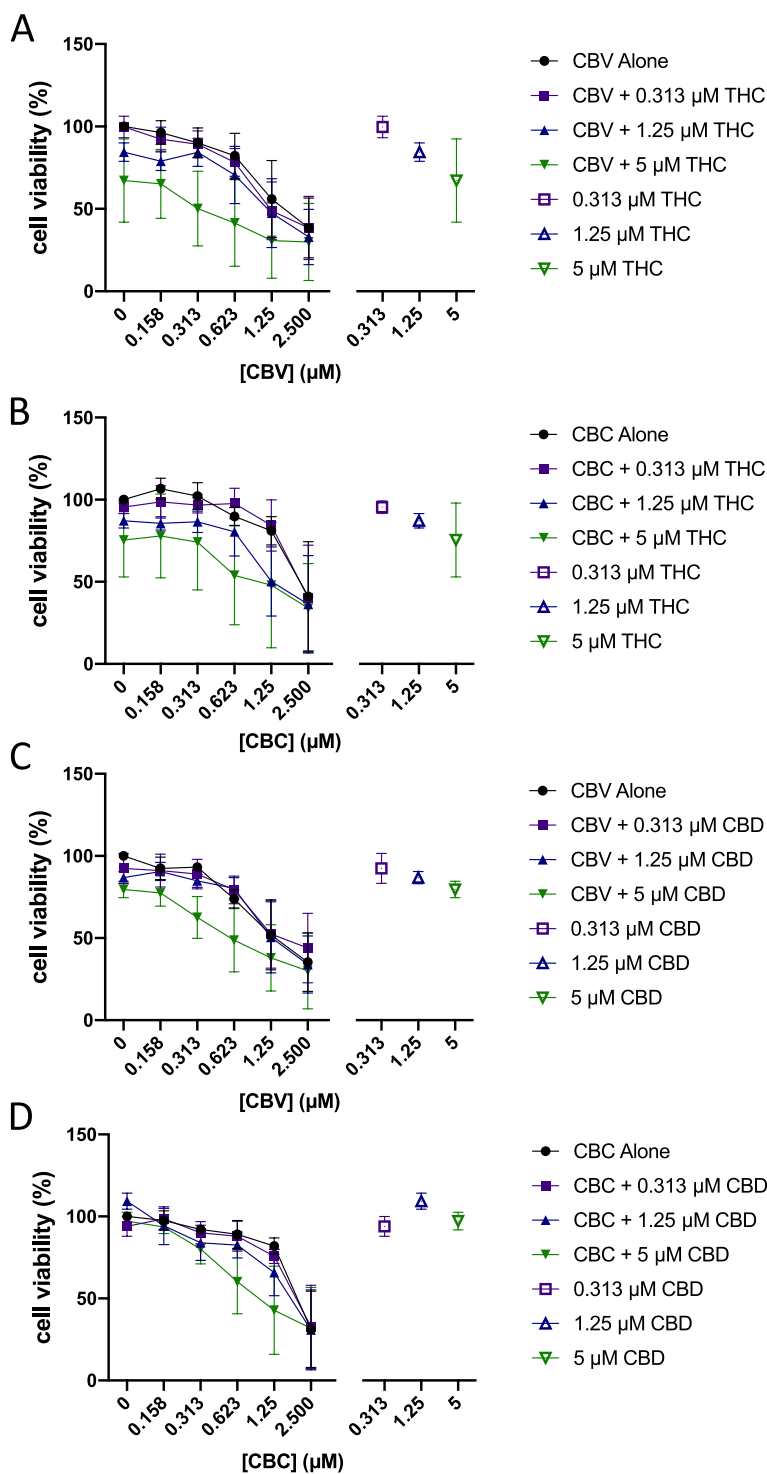 A
cell viability (%)
150
100
50
0
0
0.158
0.313
0.623
1.25
2.500
[CBV] (µM)
0.313
1.25
5
CBV Alone
CBV + 0.313 µM THC
CBV + 1.25 µM THC
CBV + 5 µM THC
0.313 µM THC
1.25 µM THC
5 µM THC
B
cell viability (%)
150
100
50
0
0
0.158
0.313
0.623
1.25
2.500
[CBC] (µM)
0.313
1.25
5
CBC Alone
CBC + 0.313 µM THC
CBC + 1.25 µM THC
CBC + 5 µM THC
0.313 µM THC
1.25 µM THC
5 µM THC
C
cell viability (%)
150
100
50
0
0
0.158
0.313
0.623
1.25
2.500
[CBV] (µM)
0.313
1.25
5
CBV Alone
CBV + 0.313 µM CBD
CBV + 1.25 µM CBD
CBV + 5 µM CBD
0.313 µM CBD
1.25 µM CBD
5 µM CBD
D
cell viability (%)
150
100
50
0
0
0.158
0.313
0.623
1.25
2.500
[CBC] (µM)
0.313
1.25
5
CBC Alone
CBC + 0.313 µM CBD
CBC + 1.25 µM CBD
CBC + 5 µM CBD
0.313 µM CBD
1.25 µM CBD
5 µM CBD